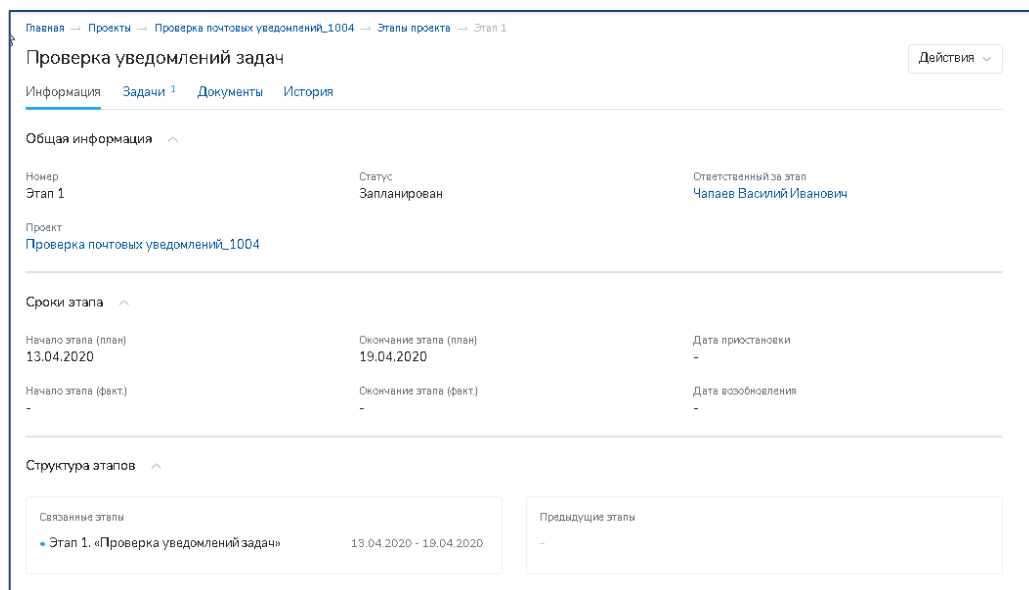 Главная → Проекты → Проверка почтовых уведомлений_1004 → Этапы проекта → Этап 1
Проверка уведомлений задач
Действия
Информация Задачи 1 Документы История
Общая информация
Номер Статус Ответственный за этап
Этап 1 Запланирован Чапаев Василий Иванович
Проект
Проверка почтовых уведомлений_1004
Сроки этапа
Начало этапа (план) Окончание этапа (план) Дата приостановки
13.04.2020 19.04.2020 -
Начало этапа (факт.) Окончание этапа (факт.) Дата возобновления
- - -
Структура этапов
Связанные этапы Предыдущие этапы
• Этап 1. «Проверка уведомлений задач» 13.04.2020 - 19.04.2020 -